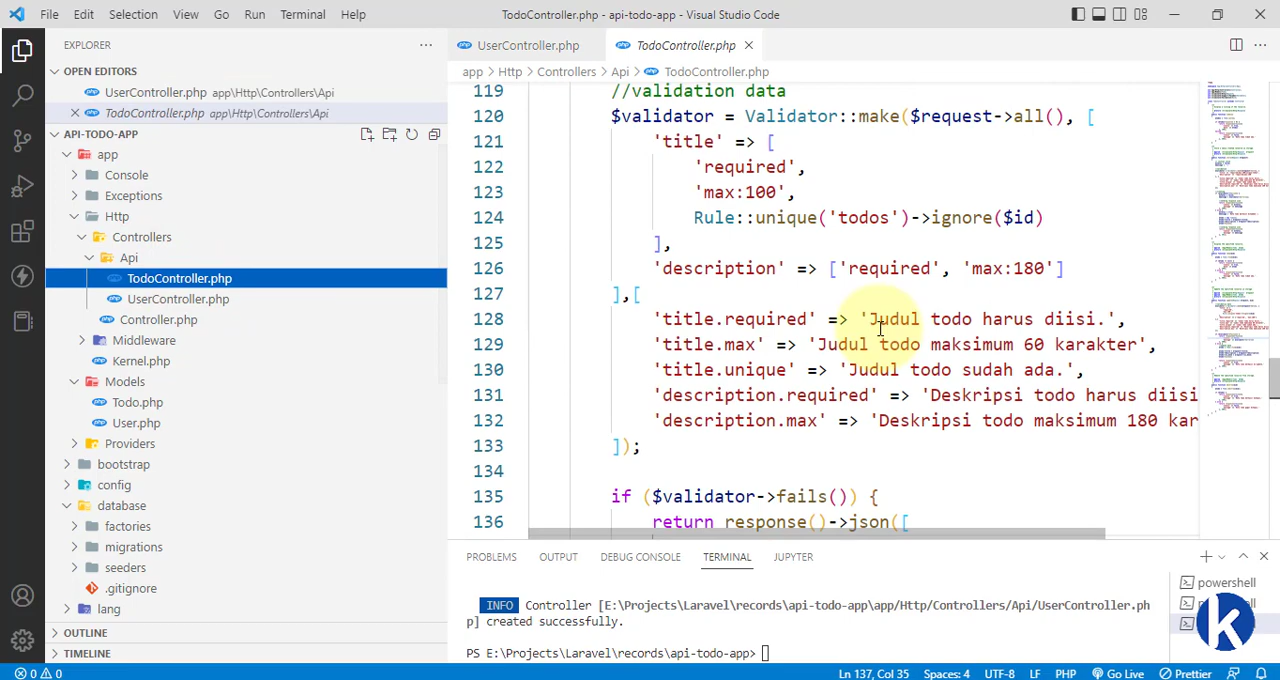 File Edit Selection View Go Run Terminal Help
TodoController.php - api-todo-app - Visual Studio Code
EXPLORER
OPEN EDITORS
UserController.php app\Http\Controllers\Api
TodoController.php app\Http\Controllers\Api
API-TODO-APP
app
Console
Exceptions
Http
Controllers
Api
TodoController.php
UserController.php
Controller.php
Middleware
Kernel.php
Models
Todo.php
User.php
Providers
bootstrap
config
database
factories
migrations
seeders
.gitignore
lang
OUTLINE
TIMELINE
UserController.php TodoController.php
app > Http > Controllers > Api > TodoController.php
119 //validation data
120 $validator = Validator::make($request->all(), [
121 'title' => [
122 'required',
123 'max:100',
124 Rule::unique('todos')->ignore($id)
125 ],
126 'description' => ['required', 'max:180']
127 ],[
128 'title.required' => 'Judul todo harus diisi.',
129 'title.max' => 'Judul todo maksimum 60 karakter',
130 'title.unique' => 'Judul todo sudah ada.',
131 'description.required' => 'Deskripsi todo harus diisi
132 'description.max' => 'Deskripsi todo maksimum 180 kar
133 ]);
134
135 if ($validator->fails()) {
136 return response()->json([
PROBLEMS OUTPUT DEBUG CONSOLE TERMINAL JUPYTER
INFO Controller [E:\Projects\Laravel\records\api-todo-app\app/Http/Controllers/Api/UserController.ph
p] created successfully.
PS E:\Projects\Laravel\records\api-todo-app>
powershell
k
0 0
Ln 137, Col 35 Spaces: 4 UTF-8 LF PHP Go Live Prettier